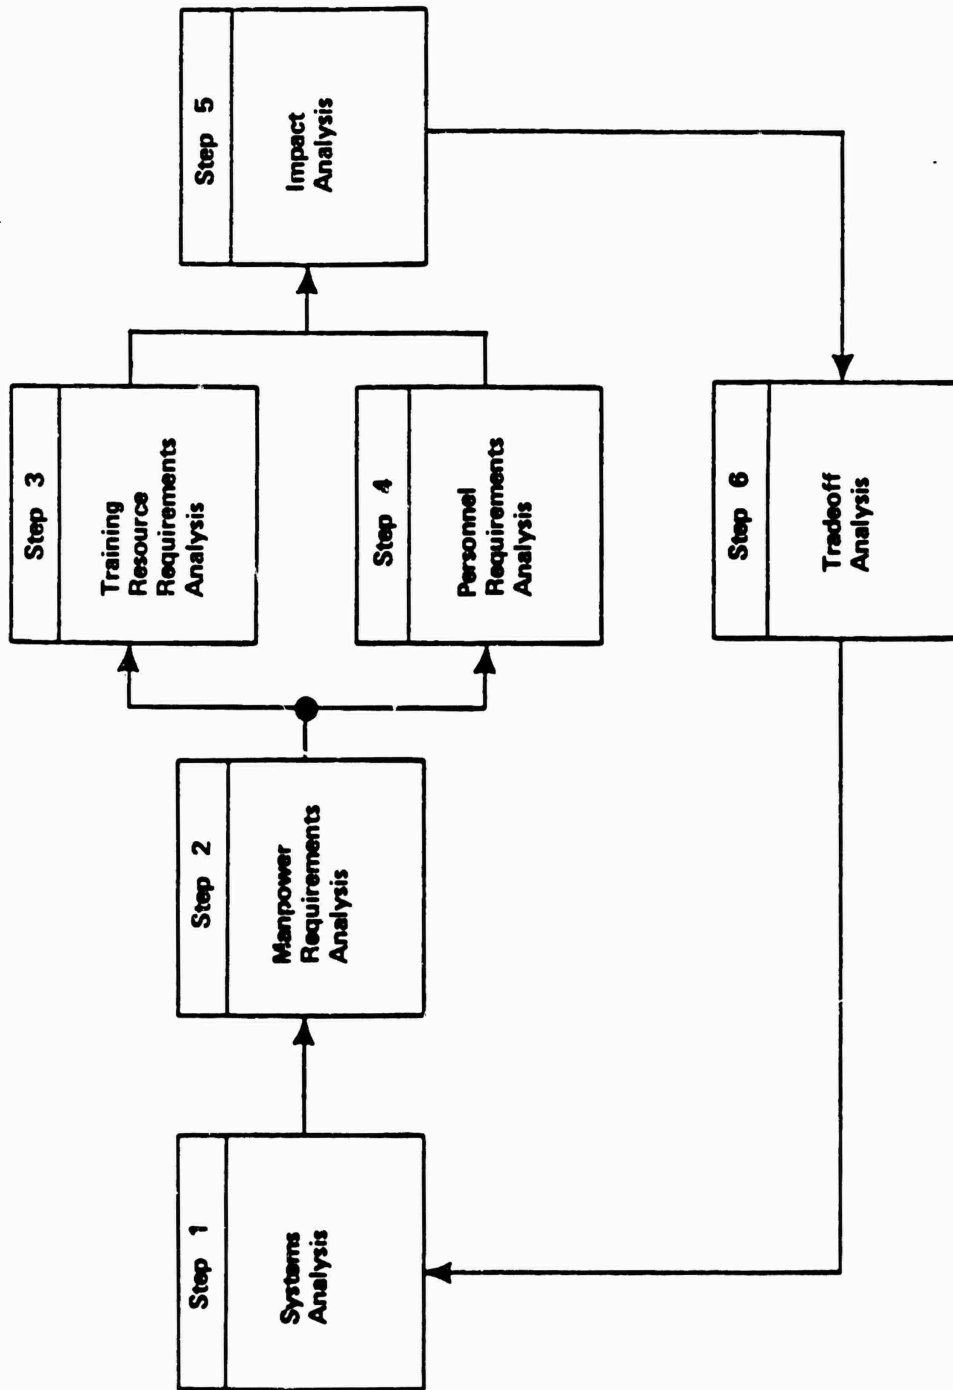 Step 1
Systems
Analysis
Step 2
Manpower
Requirements
Analysis
Step 3
Training
Resource
Requirements
Analysis
Step 4
Personnel
Requirements
Analysis
Step 5
Impact
Analysis
Step 6
Tradeoff
Analysis